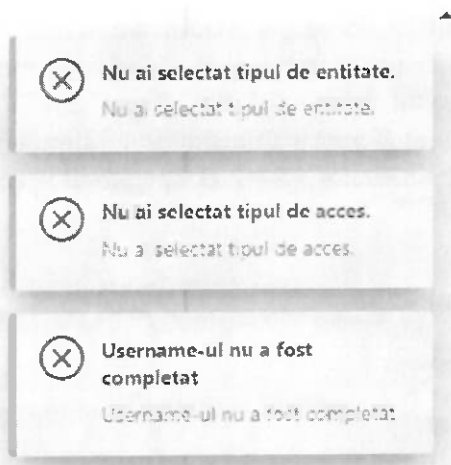 Nu ai selectat tipul de entitate.
Nu ai selectat tipul de entitate.
Nu ai selectat tipul de acces.
Nu ai selectat tipul de acces.
Username-ul nu a fost
completat
Username-ul nu a fost completat